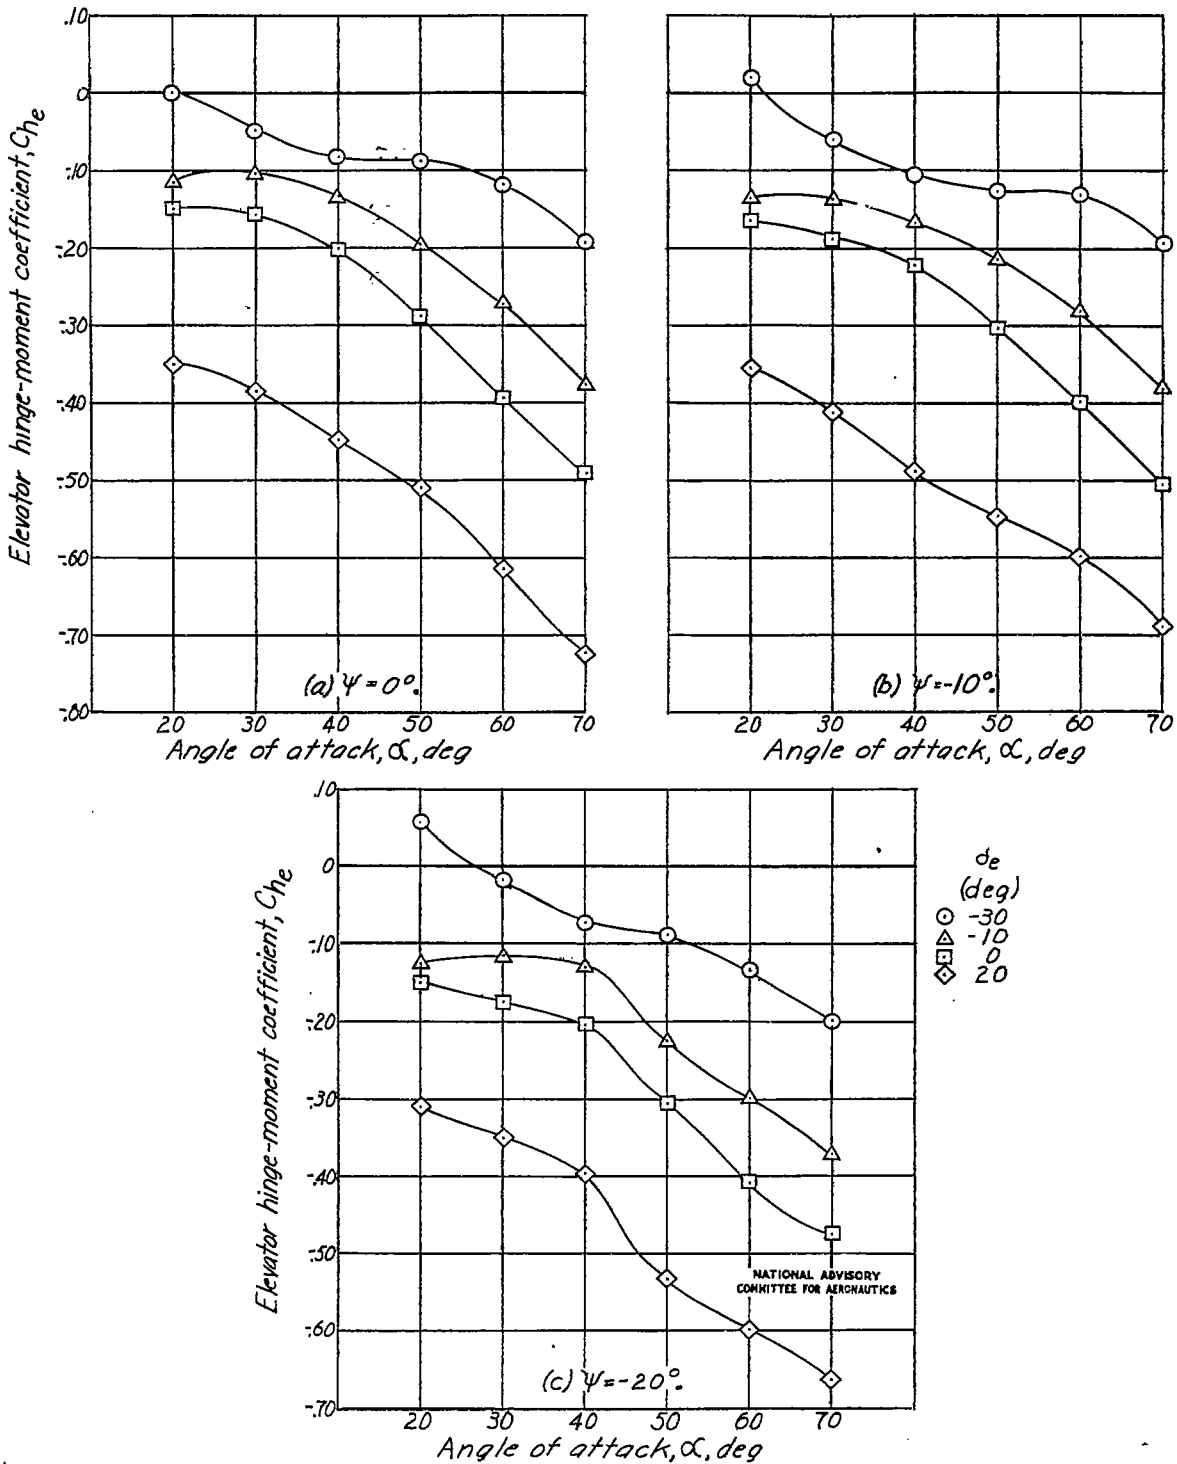 .10
0
-.10
-.20
-.30
-.40
-.50
-.60
-.70
-.80
Elevator hinge-moment coefficient, Che
(a) ψ = 0°.
20 30 40 50 60 70
Angle of attack, α, deg
(b) ψ = -10°.
20 30 40 50 60 70
Angle of attack, α, deg
.10
0
-.10
-.20
-.30
-.40
-.50
-.60
-.70
Elevator hinge-moment coefficient, Che
δe
(deg)
-30
-10
0
20
NATIONAL ADVISORY
COMMITTEE FOR AERONAUTICS
(c) ψ = -20°.
20 30 40 50 60 70
Angle of attack, α, deg